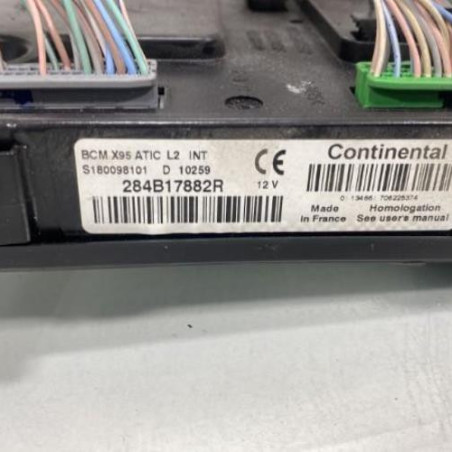 BCM X95 ATIC L2 INT
S180098101 D 10259
284B17882R
12 V
CE
Continental
Made in France
Homologation
See user's manual